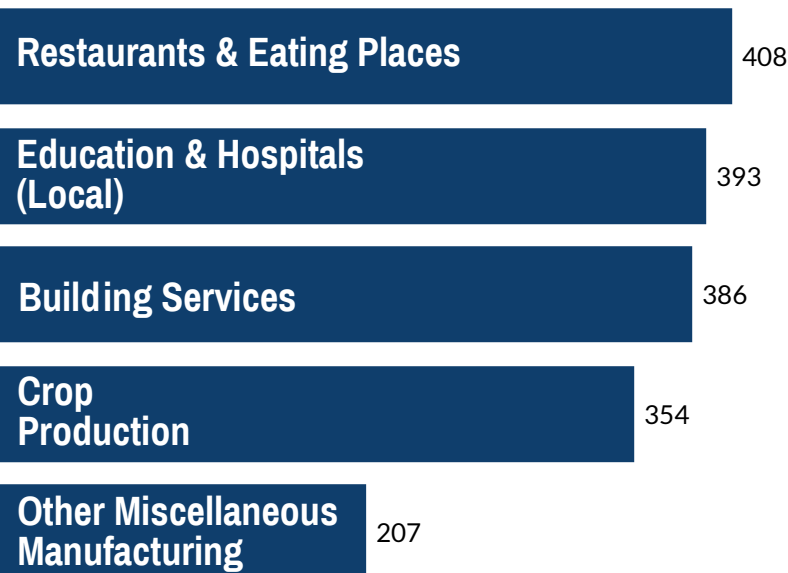 Restaurants & Eating Places
408
Education & Hospitals
(Local)
393
Building Services
386
Crop
Production
354
Other Miscellaneous
Manufacturing
207